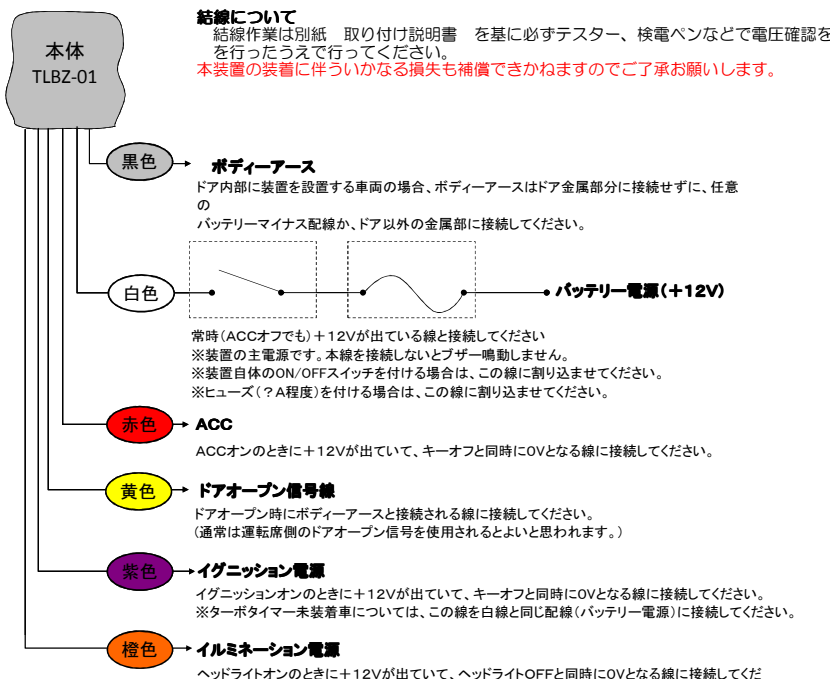 結線について
結線作業は別紙　取り付け説明書　を基に必ずテスター、検電ペンなどで電圧確認を
を行ったうえで行ってください。
本装置の装着に伴ういかなる損失も補償できかねますのでご了承お願いします。
本体
TLBZ-01
黒色
ボディーアース
ドア内部に装置を設置する車両の場合、ボディーアースはドア金属部分に接続せずに、任意
の
バッテリーマイナス配線か、ドア以外の金属部に接続してください。
白色
バッテリー電源（＋12V）
常時（ACCオフでも）＋12Vが出ている線と接続してください
※装置の主電源です。本線を接続しないとブザー鳴動しません。
※装置自体のON/OFFスイッチを付ける場合は、この線に割り込ませてください。
※ヒューズ（？A程度）を付ける場合は、この線に割り込ませてください。
赤色
ACC
ACCオンのときに＋12Vが出ていて、キーオフと同時に0Vとなる線に接続してください。
黄色
ドアオープン信号線
ドアオープン時にボディーアースと接続される線に接続してください。
（通常は運転席側のドアオープン信号を使用されるとよいと思われます。）
紫色
イグニッション電源
イグニッションオンのときに＋12Vが出ていて、キーオフと同時に0Vとなる線に接続してください。
※ターボタイマー未装着車については、この線を白線と同じ配線（バッテリー電源）に接続してください。
橙色
イルミネーション電源
ヘッドライトオンのときに＋12Vが出ていて、ヘッドライトOFFと同時に0Vとなる線に接続してくだ